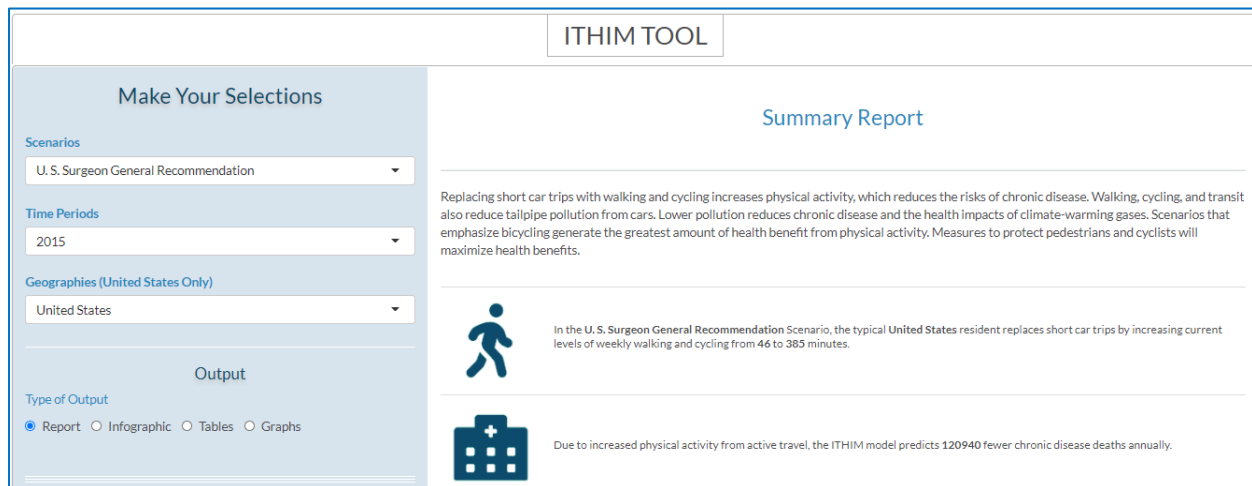 ITHIM TOOL
Make Your Selections
Scenarios
U. S. Surgeon General Recommendation
Time Periods
2015
Geographies (United States Only)
United States
Output
Type of Output
Report Infographic Tables Graphs
Summary Report
Replacing short car trips with walking and cycling increases physical activity, which reduces the risks of chronic disease. Walking, cycling, and transit
also reduce tailpipe pollution from cars. Lower pollution reduces chronic disease and the health impacts of climate-warming gases. Scenarios that
emphasize bicycling generate the greatest amount of health benefit from physical activity. Measures to protect pedestrians and cyclists will
maximize health benefits.
In the U. S. Surgeon General Recommendation Scenario, the typical United States resident replaces short car trips by increasing current
levels of weekly walking and cycling from 46 to 385 minutes.
Due to increased physical activity from active travel, the ITHIM model predicts 120940 fewer chronic disease deaths annually.